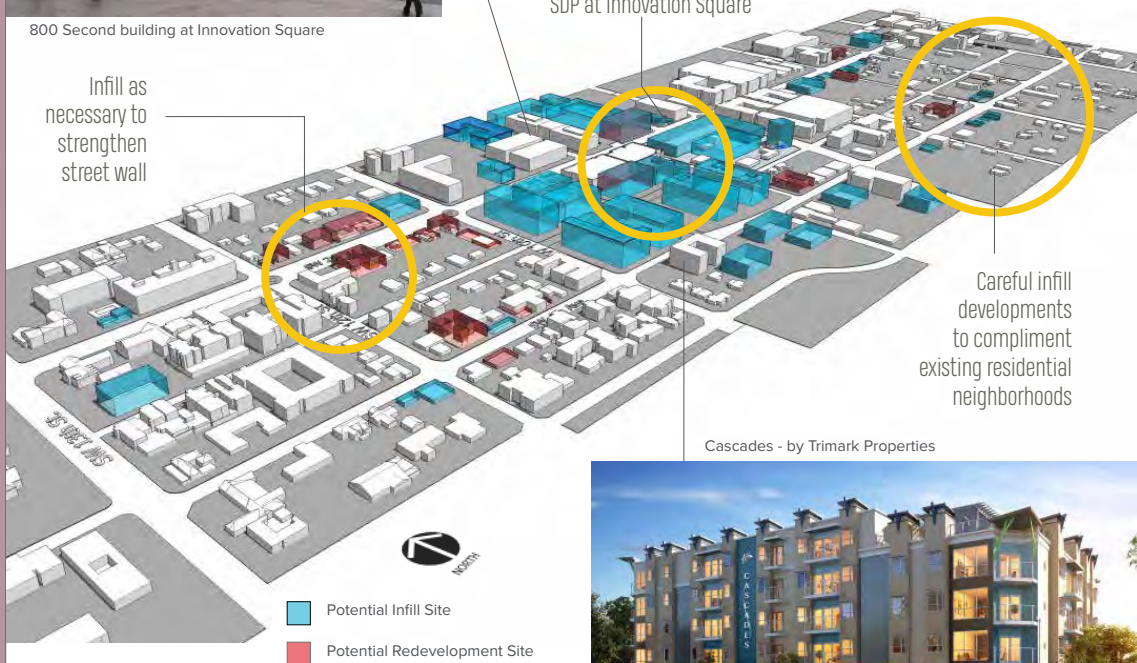 SDP at Innovation Square
800 Second building at Innovation Square
Infill as
necessary to
strengthen
street wall
Careful infill
developments
to compliment
existing residential
neighborhoods
Cascades - by Trimark Properties
NORTH
Potential Infill Site
Potential Redevelopment Site
CASCADES